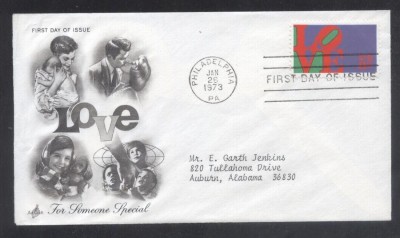 FIRST DAY OF ISSUE
PHILADELPHIA
JAN
26
1973
PA
LOVE
FIRST DAY OF ISSUE
Love
Mr. E. Garth Jenkins
820 Tullahoma Drive
Auburn, Alabama 36830
For Someone Special